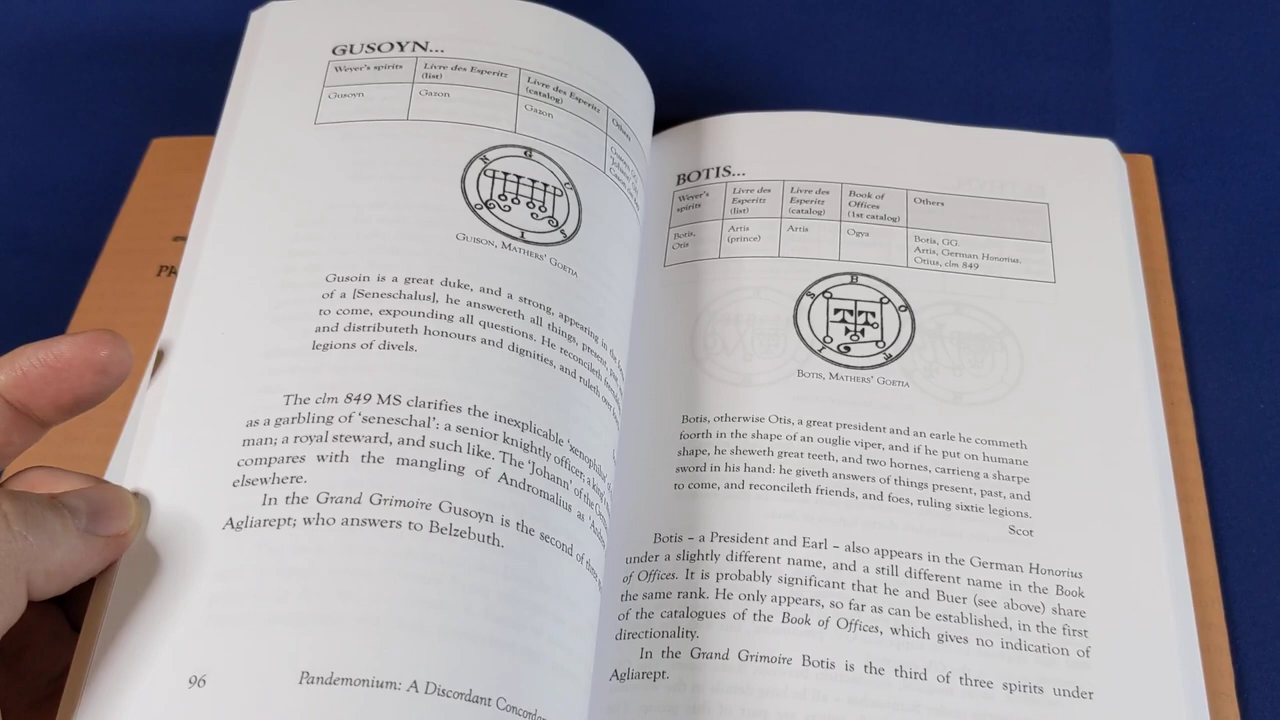 GUSOYN...
Weyer's spirits
Livre des Esperitz
(list)
Livre des Esperitz
(catalog)
Others
Gusoyn
Gazon
Gazon
Gusoyn, GG.
G U S I O N
GUISON, MATHERS' GOETIA
Gusoin is a great duke, and a strong, appearing in the
of a [Seneschalus], he answereth all things, present, past,
to come, expounding all questions. He reconcileth
and distributeth honours and dignities, and ruleth over
legions of divels.
The clm 849 MS clarifies the inexplicable 'xenophilus'
as a garbling of 'seneschal': a senior knightly officer; a king's
man; a royal steward, and such like. The 'Johann' of the
compares with the mangling of Andromalius as
elsewhere.
In the Grand Grimoire Gusoyn is the second of three
Agliarept; who answers to Belzebuth.
96
Pandemonium: A Discordant Concordan
BOTIS...
Weyer's
spirits
Livre des
Esperitz
(list)
Livre des
Esperitz
(catalog)
Book of
Offices
(1st catalog)
Others
Botis,
Otis
Artis
(prince)
Artis
Ogya
Botis, GG.
Artis, German Honorius.
Otius, clm 849
B O T I S
BOTIS, MATHERS' GOETIA
Botis, otherwise Otis, a great president and an earle he commeth
foorth in the shape of an ouglie viper, and if he put on humane
shape, he sheweth great teeth, and two hornes, carrieng a sharpe
sword in his hand: he giveth answers of things present, past, and
to come, and reconcileth friends, and foes, ruling sixtie legions.
Scot
Botis – a President and Earl – also appears in the German Honorius
under a slightly different name, and a still different name in the Book
of Offices. It is probably significant that he and Buer (see above) share
the same rank. He only appears, so far as can be established, in the first
of the catalogues of the Book of Offices, which gives no indication of
directionality.
In the Grand Grimoire Botis is the third of three spirits under
Agliarept.